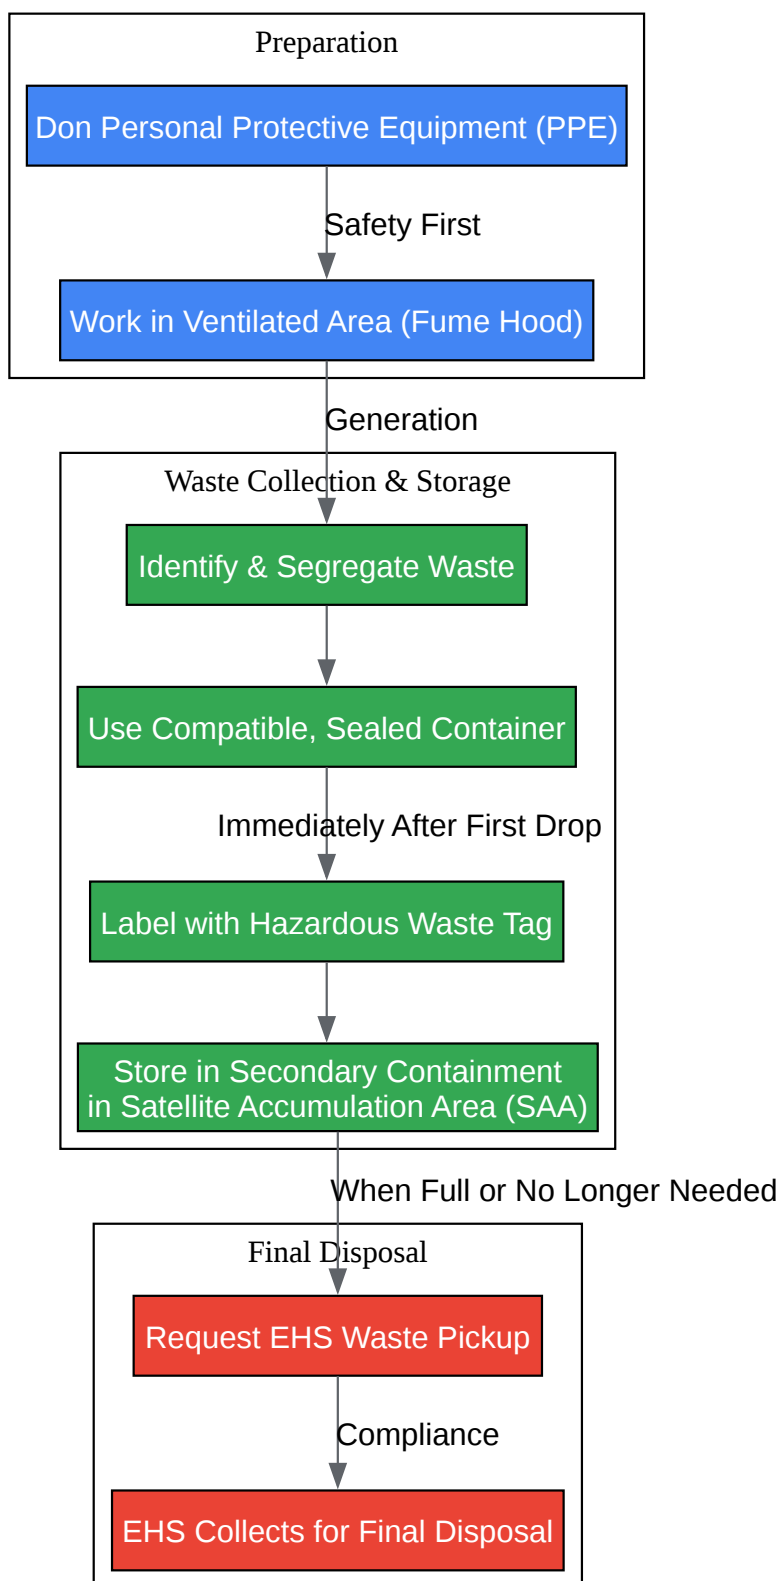 Preparation
Don Personal Protective Equipment (PPE)
Safety First
Work in Ventilated Area (Fume Hood)
Generation
Waste Collection & Storage
Identify & Segregate Waste
Use Compatible, Sealed Container
Immediately After First Drop
Label with Hazardous Waste Tag
Store in Secondary Containment
in Satellite Accumulation Area (SAA)
When Full or No Longer Needed
Final Disposal
Request EHS Waste Pickup
Compliance
EHS Collects for Final Disposal